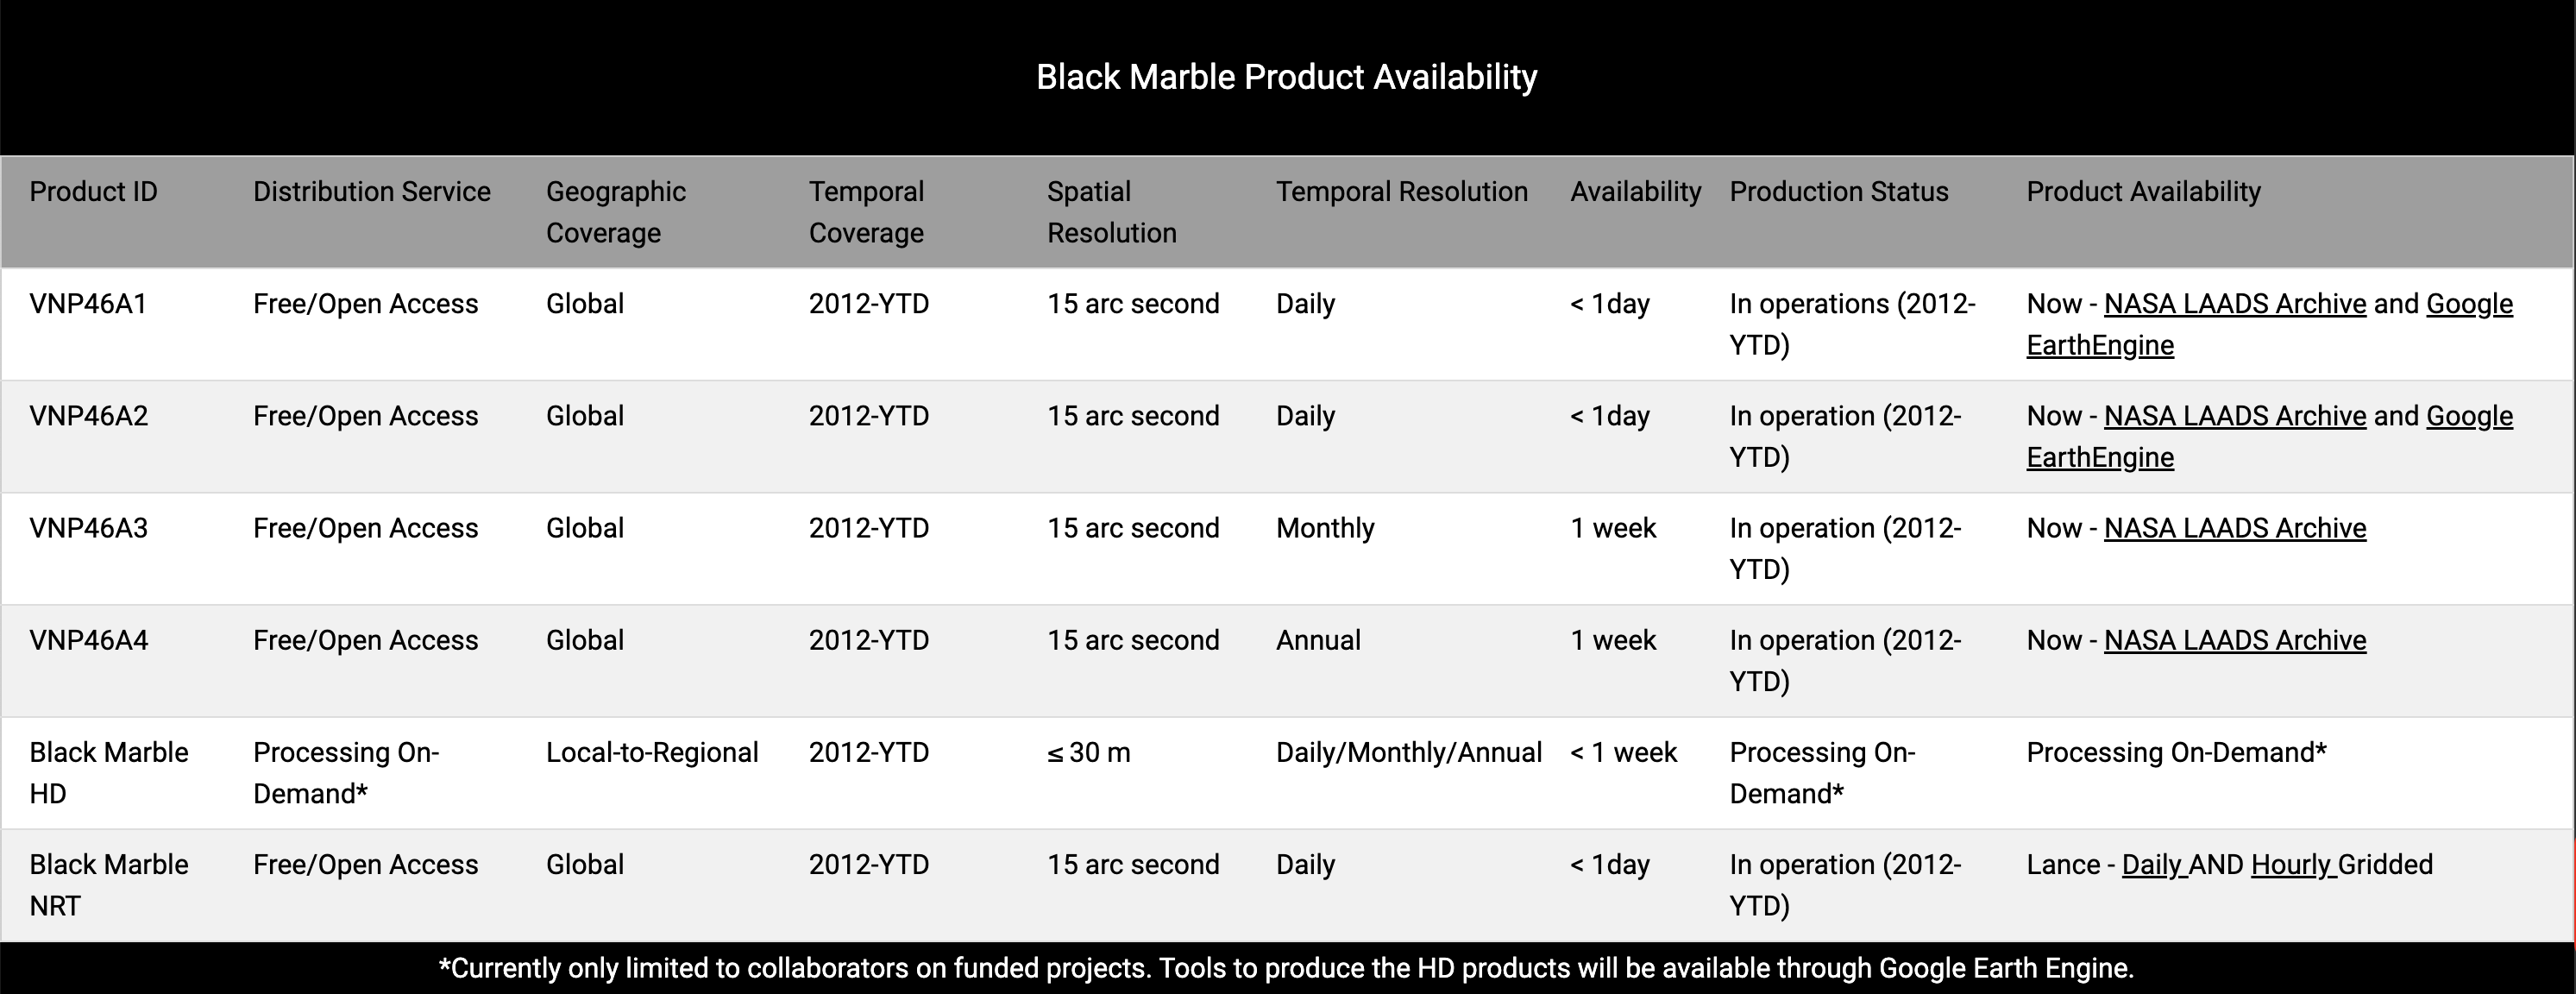 Black Marble Product Availability
Product ID Distribution Service Geographic Coverage Temporal Coverage Spatial Resolution Temporal Resolution Availability Production Status Product Availability
VNP46A1 Free/Open Access Global 2012-YTD 15 arc second Daily < 1day In operations (2012-YTD) Now - NASA LAADS Archive and Google EarthEngine
VNP46A2 Free/Open Access Global 2012-YTD 15 arc second Daily < 1day In operation (2012-YTD) Now - NASA LAADS Archive and Google EarthEngine
VNP46A3 Free/Open Access Global 2012-YTD 15 arc second Monthly 1 week In operation (2012-YTD) Now - NASA LAADS Archive
VNP46A4 Free/Open Access Global 2012-YTD 15 arc second Annual 1 week In operation (2012-YTD) Now - NASA LAADS Archive
Black Marble HD Processing On-Demand* Local-to-Regional 2012-YTD ≤ 30 m Daily/Monthly/Annual < 1 week Processing On-Demand* Processing On-Demand*
Black Marble NRT Free/Open Access Global 2012-YTD 15 arc second Daily < 1day In operation (2012-YTD) Lance - Daily AND Hourly Gridded
*Currently only limited to collaborators on funded projects. Tools to produce the HD products will be available through Google Earth Engine.